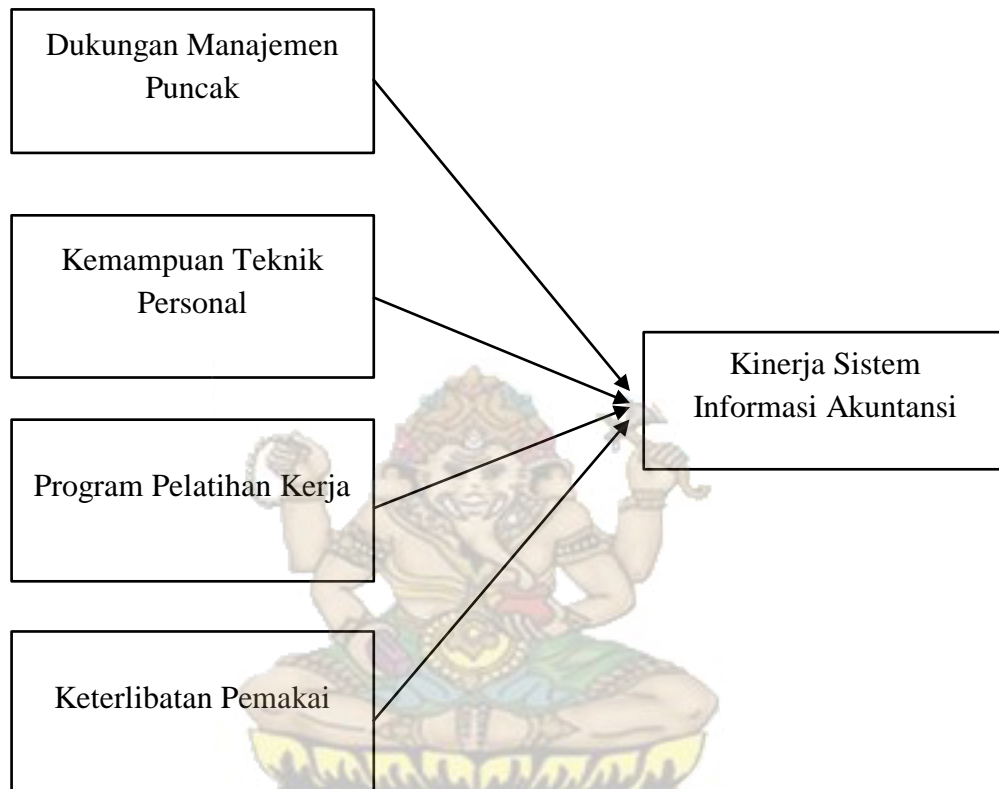 Dukungan Manajemen
Puncak
Kemampuan Teknik
Personal
Program Pelatihan Kerja
Keterlibatan Pemakai
Kinerja Sistem
Informasi Akuntansi